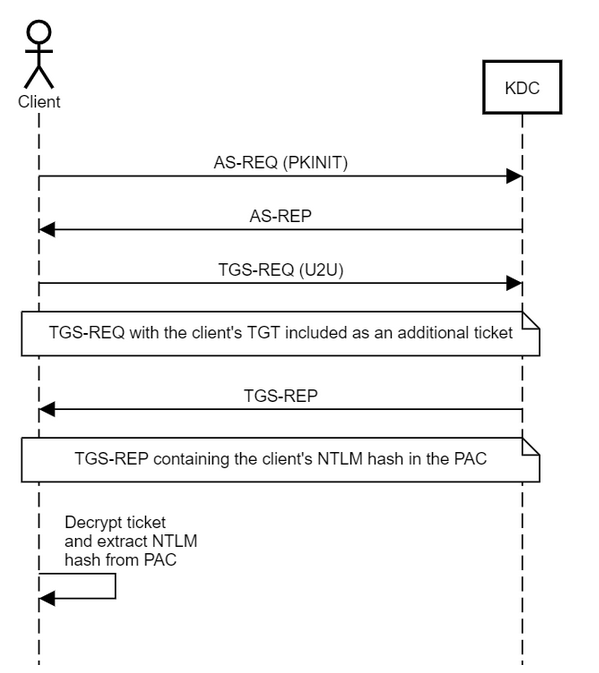 Client
KDC
AS-REQ (PKINIT)
AS-REP
TGS-REQ (U2U)
TGS-REQ with the client's TGT included as an additional ticket
TGS-REP
TGS-REP containing the client's NTLM hash in the PAC
Decrypt ticket
and extract NTLM
hash from PAC